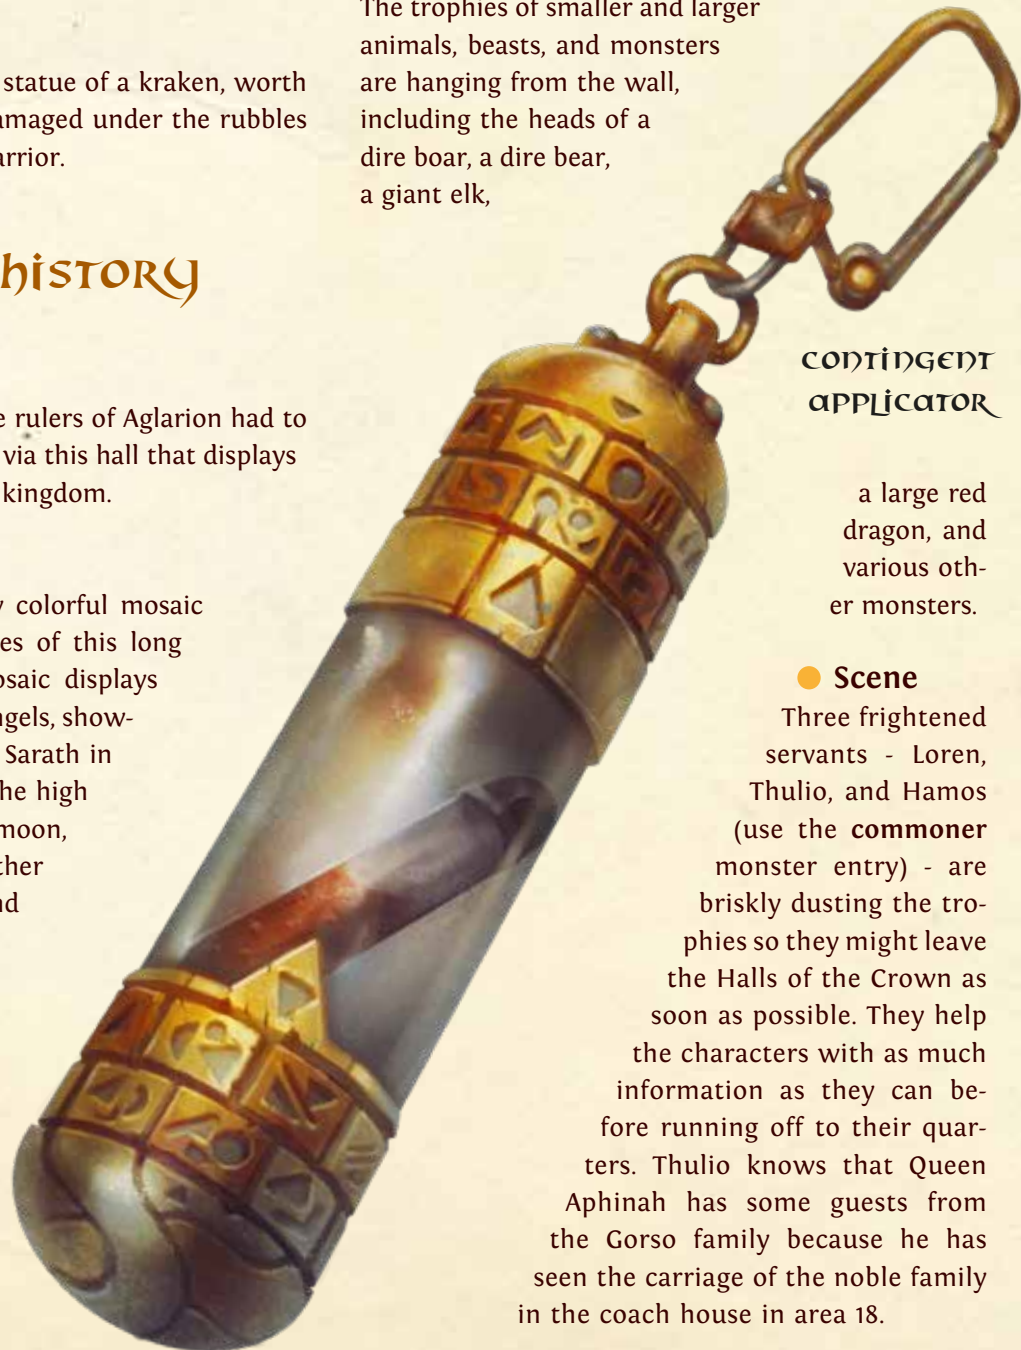 statue of a kraken, worth
amaged under the rubbles
arrior.
history
e rulers of Aglarion had to
via this hall that displays
kingdom.
y colorful mosaic
es of this long
osaic displays
ngels, show-
Sarath in
he high
moon,
ther
nd
The trophies of smaller and larger
animals, beasts, and monsters
are hanging from the wall,
including the heads of a
dire boar, a dire bear,
a giant elk,
contingent
applicator
a large red
dragon, and
various oth-
er monsters.
Scene
Three frightened
servants - Loren,
Thulio, and Hamos
(use the commoner
monster entry) - are
briskly dusting the tro-
phies so they might leave
the Halls of the Crown as
soon as possible. They help
the characters with as much
information as they can be-
fore running off to their quar-
ters. Thulio knows that Queen
Aphinah has some guests from
the Gorso family because he has
seen the carriage of the noble family
in the coach house in area 18.